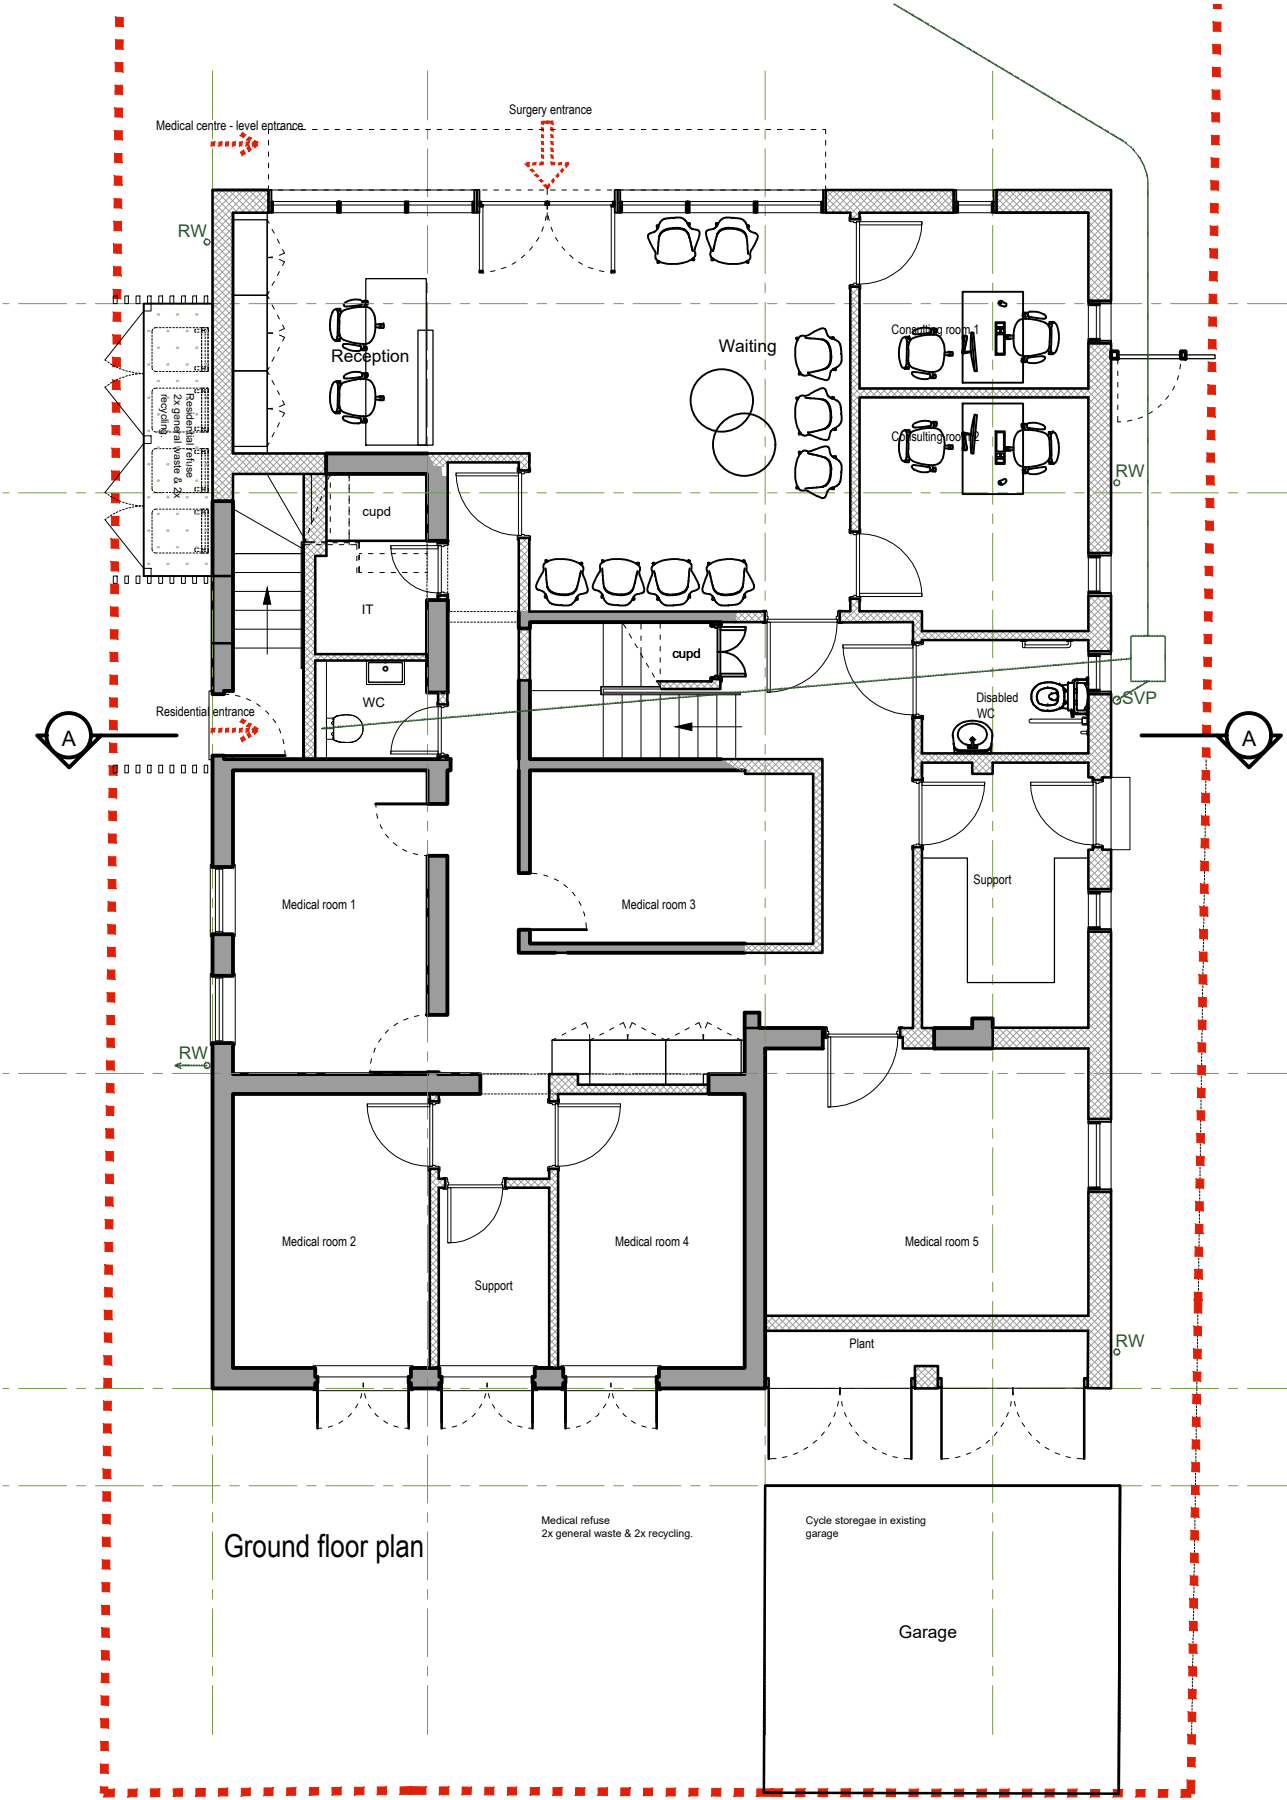 Surgery entrance
Medical centre - level entrance
RW
Consulting room 1
Reception
Waiting
Residential refuse
2x general waste & 2x
recycling.
Consulting room 2
RW
cupd
IT
cupd
WC
Disabled
WC
SVP
Residential entrance
A
A
Support
Medical room 1
Medical room 3
RW
Medical room 2
Medical room 4
Medical room 5
Support
Plant
RW
Medical refuse
2x general waste & 2x recycling.
Cycle storegae in existing
garage
Ground floor plan
Garage